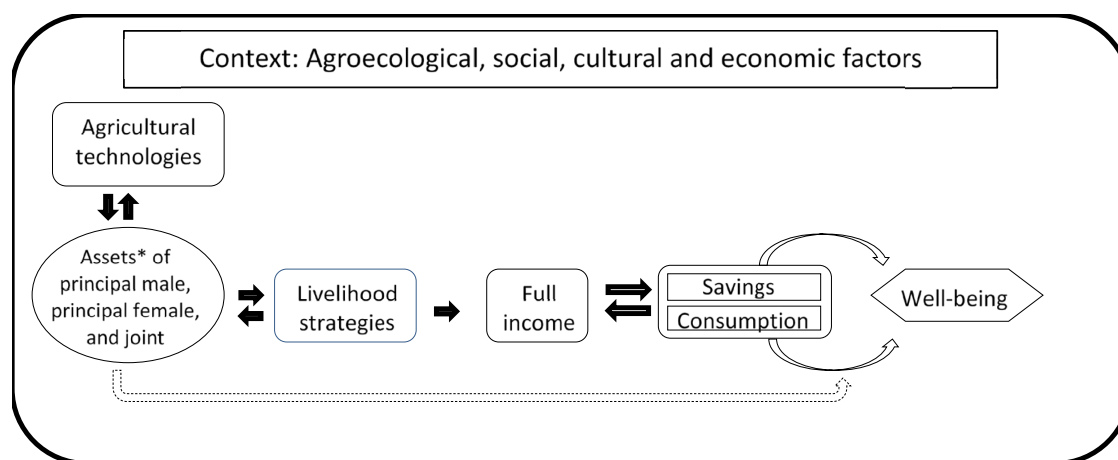 Context: Agroecological, social, cultural and economic factors
Agricultural
technologies
Assets* of
principal male,
principal female,
and joint
Livelihood
strategies
Full
income
Savings
Consumption
Well-being